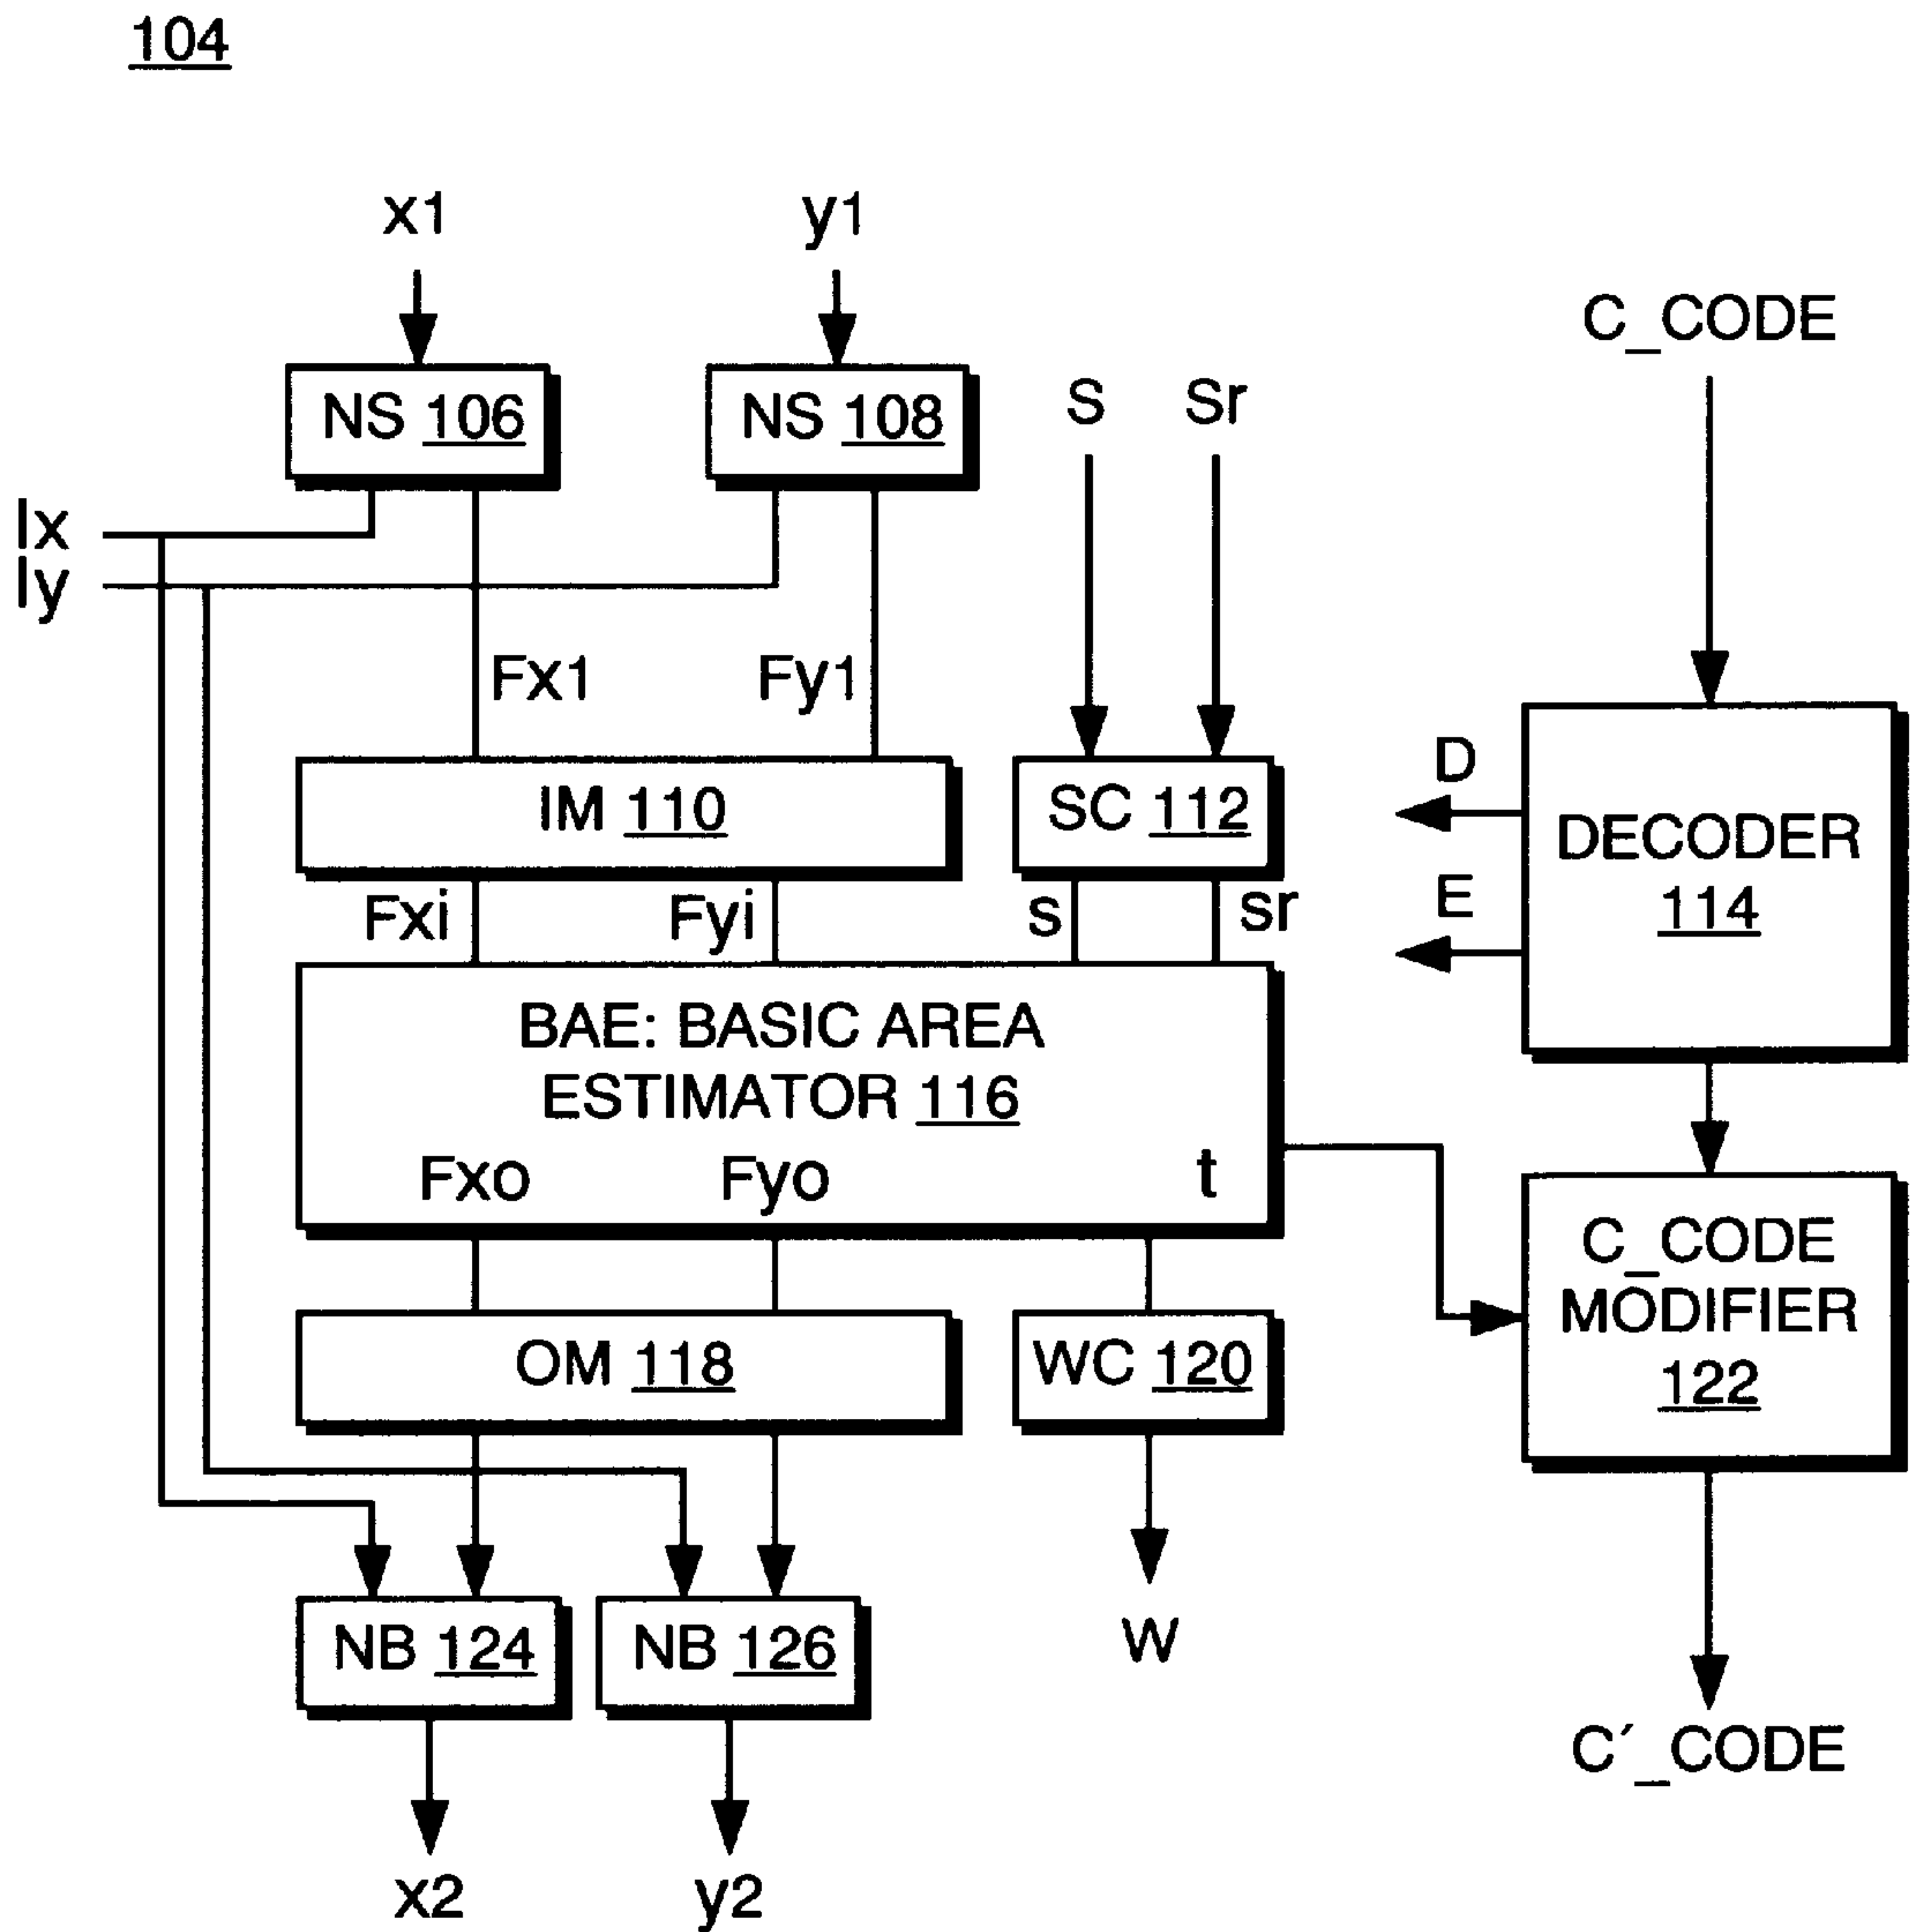 104
x1
y1
C_CODE
NS 106
NS 108
S
Sr
Ix
Iy
Fx1
Fy1
IM 110
SC 112
D
E
DECODER
114
Fxi
Fyi
s
sr
BAE: BASIC AREA
ESTIMATOR 116
Fxo
Fyo
t
C_CODE
MODIFIER
122
OM 118
WC 120
NB 124
NB 126
W
C´_CODE
x2
y2